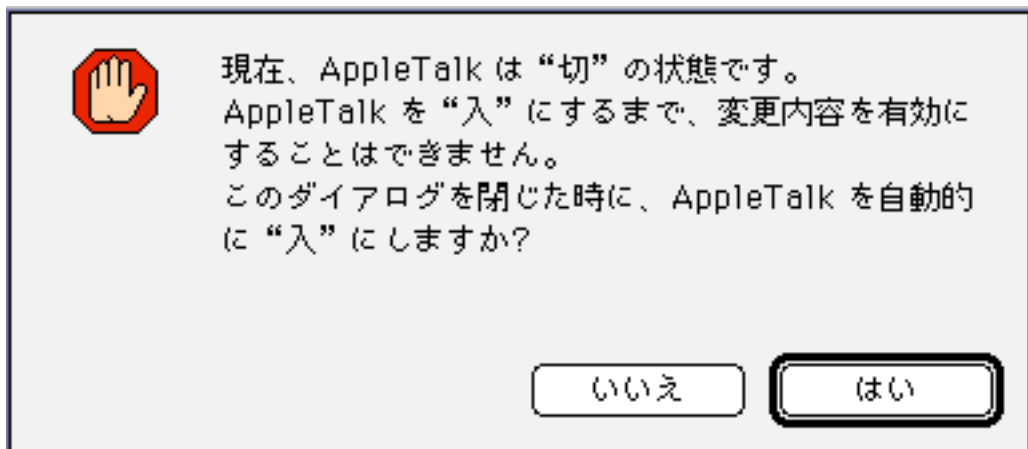 現在、AppleTalk は“切”の状態です。
AppleTalk を“入”にするまで、変更内容を有効に
することはできません。
このダイアログを閉じた時に、AppleTalk を自動的
に“入”にしますか?
いいえ
はい